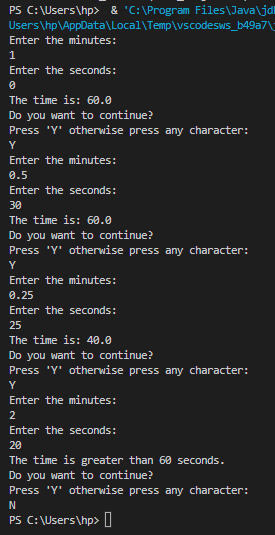 PS C:\Users\hp>  & 'C:\Program Files\Java\jd
Users\hp\AppData\Local\Temp\vscodesws_b49a7\
Enter the minutes:
1
Enter the seconds:
0
The time is: 60.0
Do you want to continue?
Press 'Y' otherwise press any character:
Y
Enter the minutes:
0.5
Enter the seconds:
30
The time is: 60.0
Do you want to continue?
Press 'Y' otherwise press any character:
Y
Enter the minutes:
0.25
Enter the seconds:
25
The time is: 40.0
Do you want to continue?
Press 'Y' otherwise press any character:
Y
Enter the minutes:
2
Enter the seconds:
20
The time is greater than 60 seconds.
Do you want to continue?
Press 'Y' otherwise press any character:
N
PS C:\Users\hp>